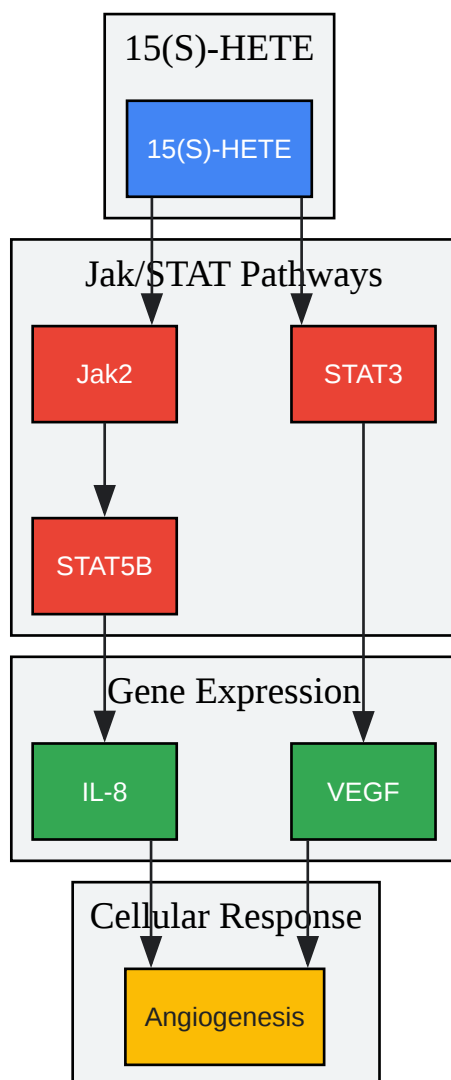 15(S)-HETE
15(S)-HETE
Jak/STAT Pathways
Jak2
STAT3
STAT5B
Gene Expression
IL-8
VEGF
Cellular Response
Angiogenesis